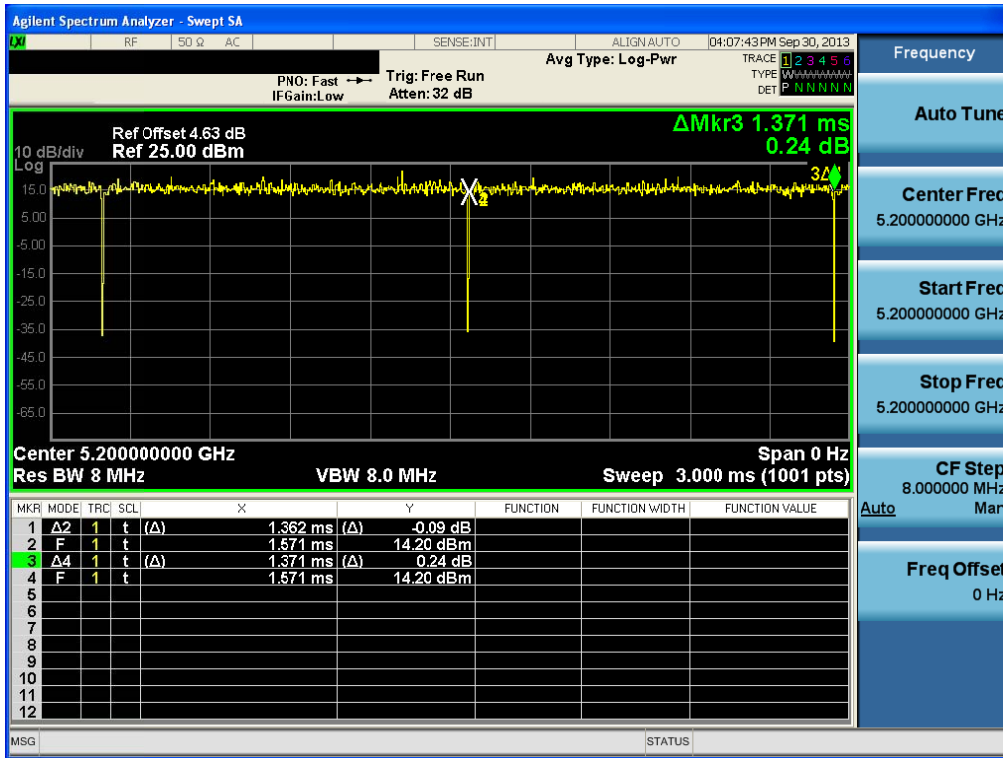 Agilent Spectrum Analyzer - Swept SA
LXI RF 50 Ω AC SENSE:INT ALIGN AUTO 04:07:43 PM Sep 30, 2013
Frequency
PNO: Fast
IFGain:Low
Trig: Free Run
Atten: 32 dB
Avg Type: Log-Pwr
TRACE 1 2 3 4 5 6
TYPE
DET P N N N N N
Auto Tune
Ref Offset 4.63 dB
10 dB/div Ref 25.00 dBm
Log
ΔMkr3 1.371 ms
0.24 dB
3Δ
15.0
5.00
-5.00
-15.0
-25.0
-35.0
-45.0
-55.0
-65.0
Center 5.200000000 GHz Span 0 Hz
Res BW 8 MHz VBW 8.0 MHz Sweep 3.000 ms (1001 pts)
Center Freq
5.200000000 GHz
Start Freq
5.200000000 GHz
Stop Freq
5.200000000 GHz
CF Step
8.000000 MHz
Auto Man
Freq Offset
0 Hz
MKR MODE TRC SCL X Y FUNCTION FUNCTION WIDTH FUNCTION VALUE
1 Δ2 1 t (Δ) 1.362 ms (Δ) -0.09 dB
2 F 1 t 1.571 ms 14.20 dBm
3 Δ4 1 t (Δ) 1.371 ms (Δ) 0.24 dB
4 F 1 t 1.571 ms 14.20 dBm
5
6
7
8
9
10
11
12
MSG STATUS